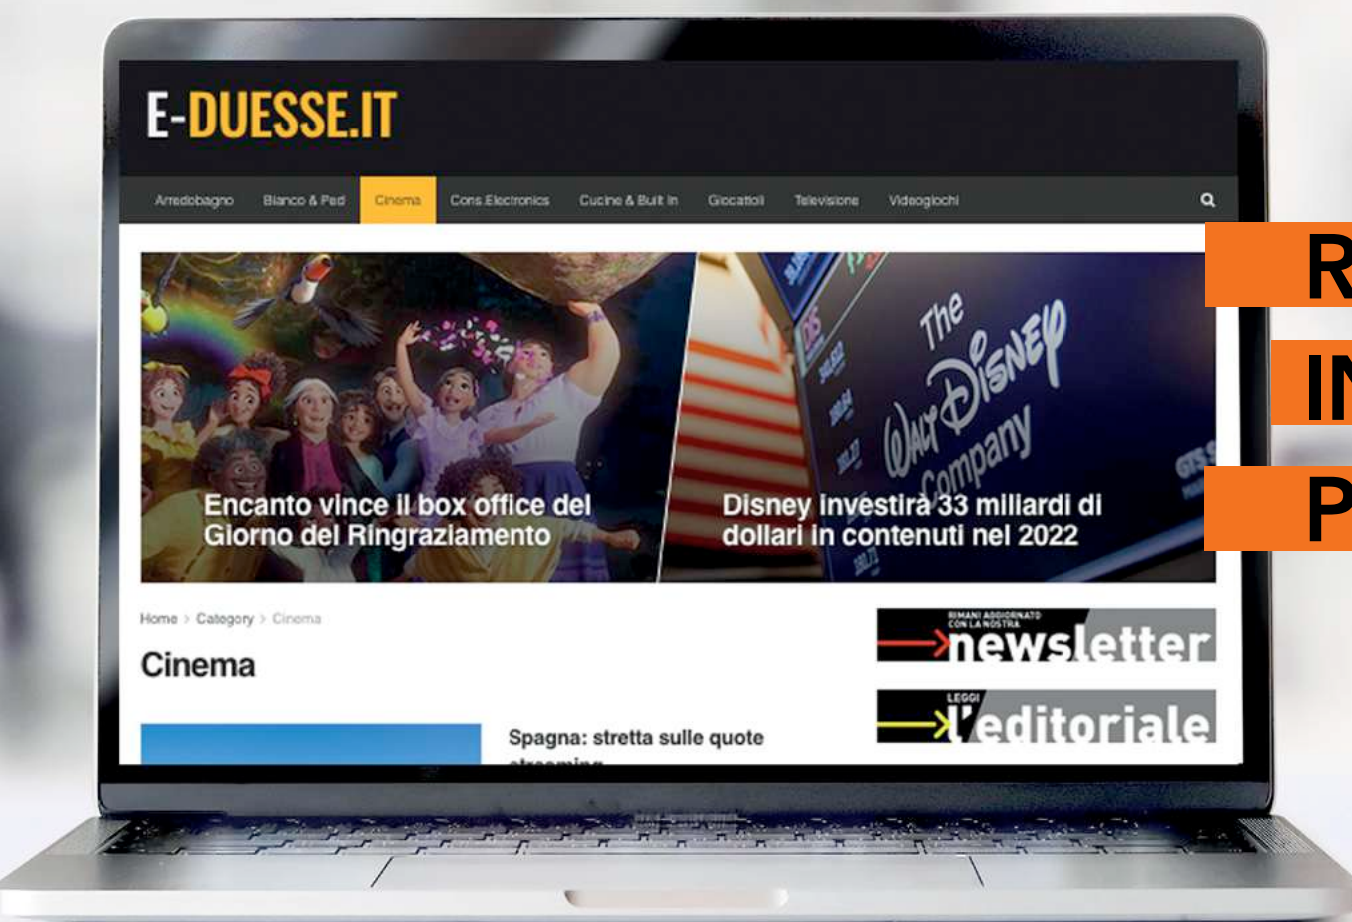 E-DUESSE.IT
Arredobagno Bianco & Ped Cinema Cons.Electronics Cucine & Built In Giocattoli Televisione Videogiochi
R
The
WALT DISNEY
Company
IN
P
Encanto vince il box office del
Giorno del Ringraziamento
Disney investirà 33 miliardi di
dollari in contenuti nel 2022
Home > Category > Cinema
RIMANI AGGIORNATO
CON LA NOSTRA
newsletter
Cinema
LEGGI
l'editoriale
Spagna: stretta sulle quote
streaming